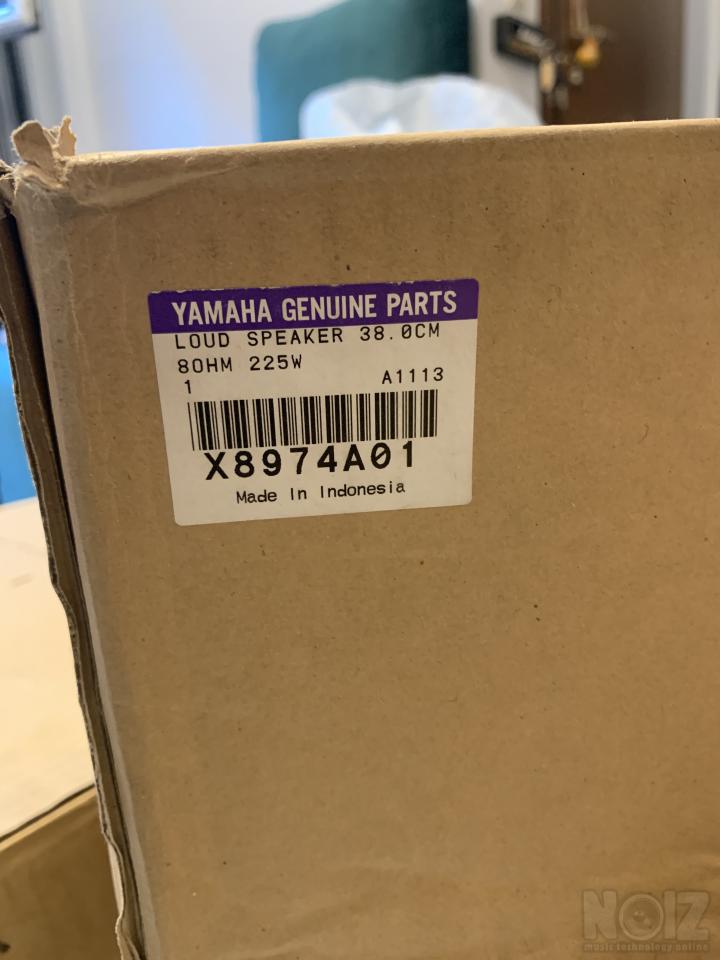 YAMAHA GENUINE PARTS
LOUD SPEAKER 38.0CM
8OHM 225W
1 A1113
X8974A01
Made In Indonesia
NOIZ
music technology online